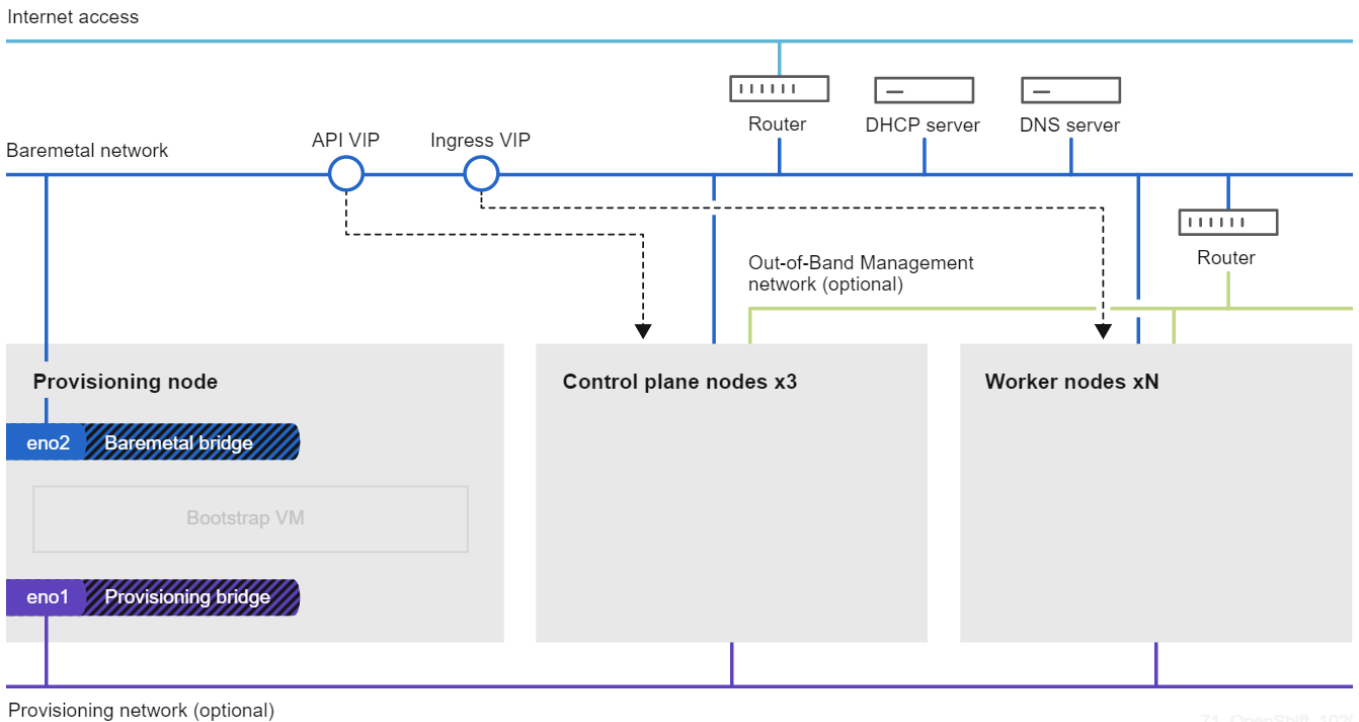 Internet access
Router
DHCP server
DNS server
API VIP
Ingress VIP
Baremetal network
Router
Out-of-Band Management
network (optional)
Provisioning node
Control plane nodes x3
Worker nodes xN
eno2
Baremetal bridge
Bootstrap VM
eno1
Provisioning bridge
Provisioning network (optional)